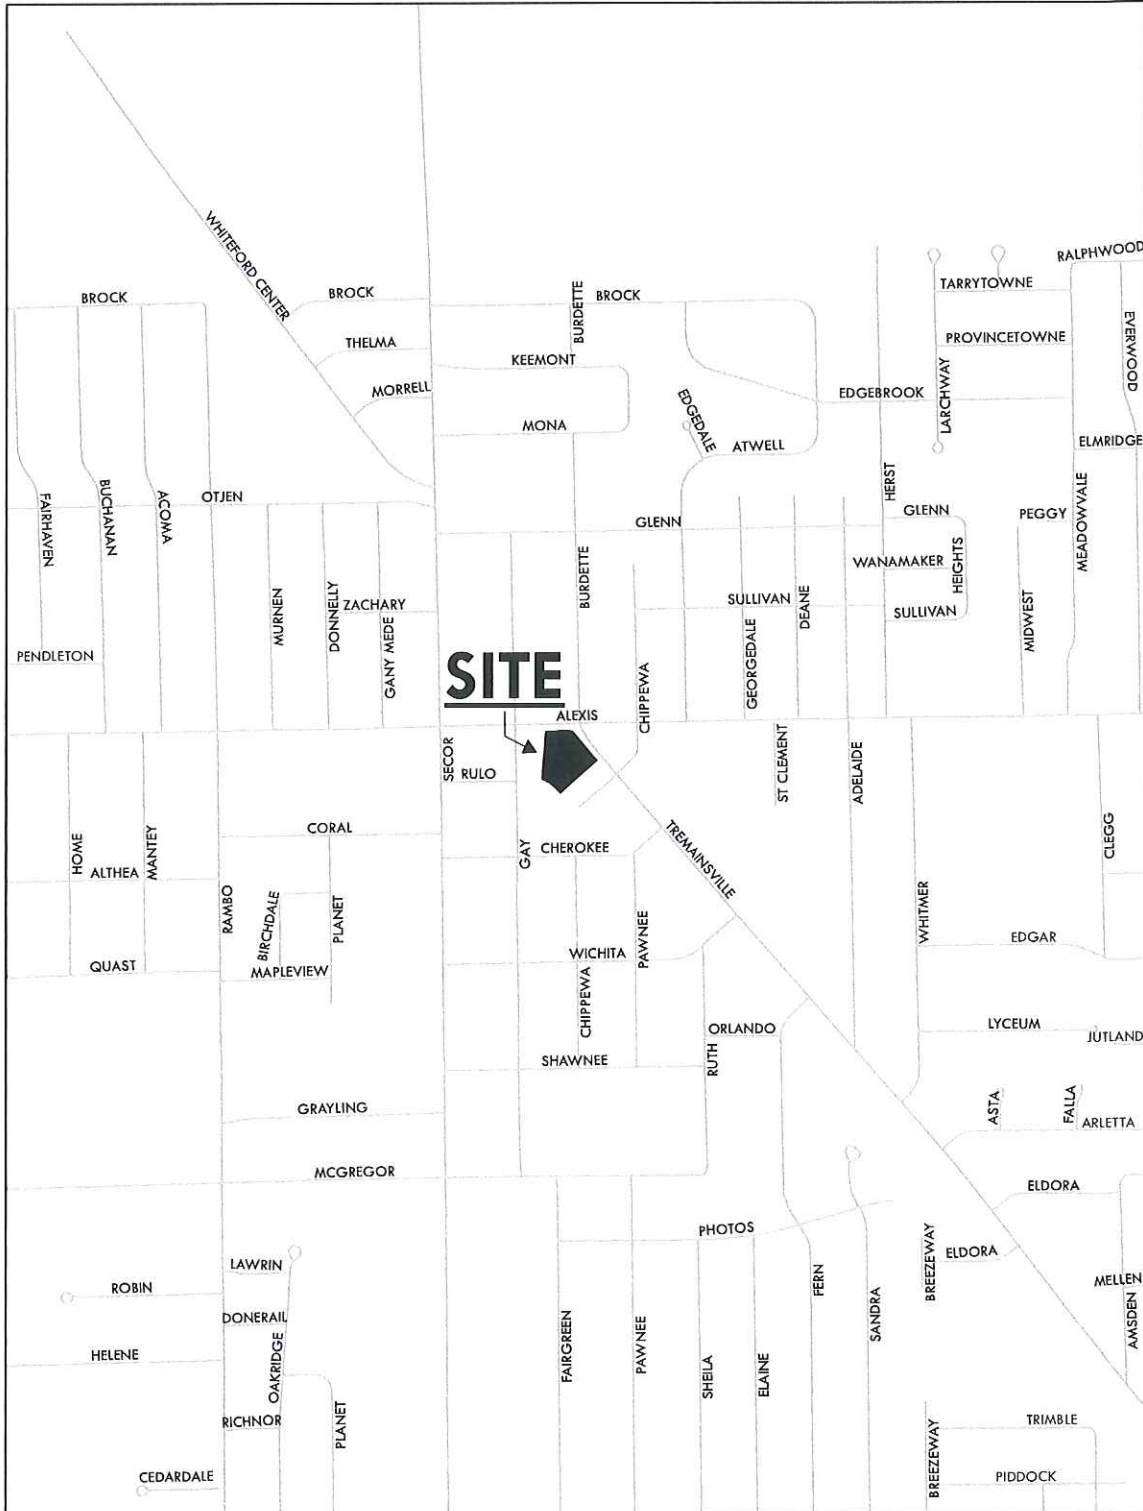 WHITEFORD CENTER
BROCK
BROCK
BURDETTE
BROCK
RALPHWOOD
TARRYTOWNE
EVERWOOD
THELMA
KEEMONT
PROVINCETOWNE
MORRELL
EDGEBROOK
LARCHWAY
MONA
EDGEDALE
ATWELL
ELMRIDGE
FAIRHAVEN
BUCHANAN
ACOMA
OTJEN
HERST
GLENN
GLENN
PEGGY
MEADOWVALE
WANAMAKER
HEIGHTS
MURNEN
DONNELLY
ZACHARY
GANY MEDE
BURDETTE
SULLIVAN
DEANE
SULLIVAN
MIDWEST
PENDLETON
SITE
CHIPPEWA
GEORGEDALE
ALEXIS
SECOR
RULO
ST CLEMENT
ADELAIDE
HOME
MANTEY
CORAL
GAY
CHEROKEE
TREMAINSVILLE
CLEGG
ALTHEA
RAMBO
BIRCHDALE
PLANET
PAWNEE
WHITMER
EDGAR
QUAST
MAPLEVIEW
WICHITA
CHIPPEWA
ORLANDO
LYCEUM
JUTLAND
SHAWNEE
RUTH
GRAYLING
ASTA
FALLA
ARLETTA
MCGREGOR
ELDORA
PHOTOS
LAWRIN
BREEZEWAY
ELDORA
ROBIN
FERN
SANDRA
MELLEN
AMSDEN
DONERAIL
HELENE
OAKRIDGE
FAIRGREEN
PAWNEE
SHEILA
ELAINE
RICHNOR
PLANET
TRIMBLE
CEDARDALE
BREEZEWAY
PIDDOCK